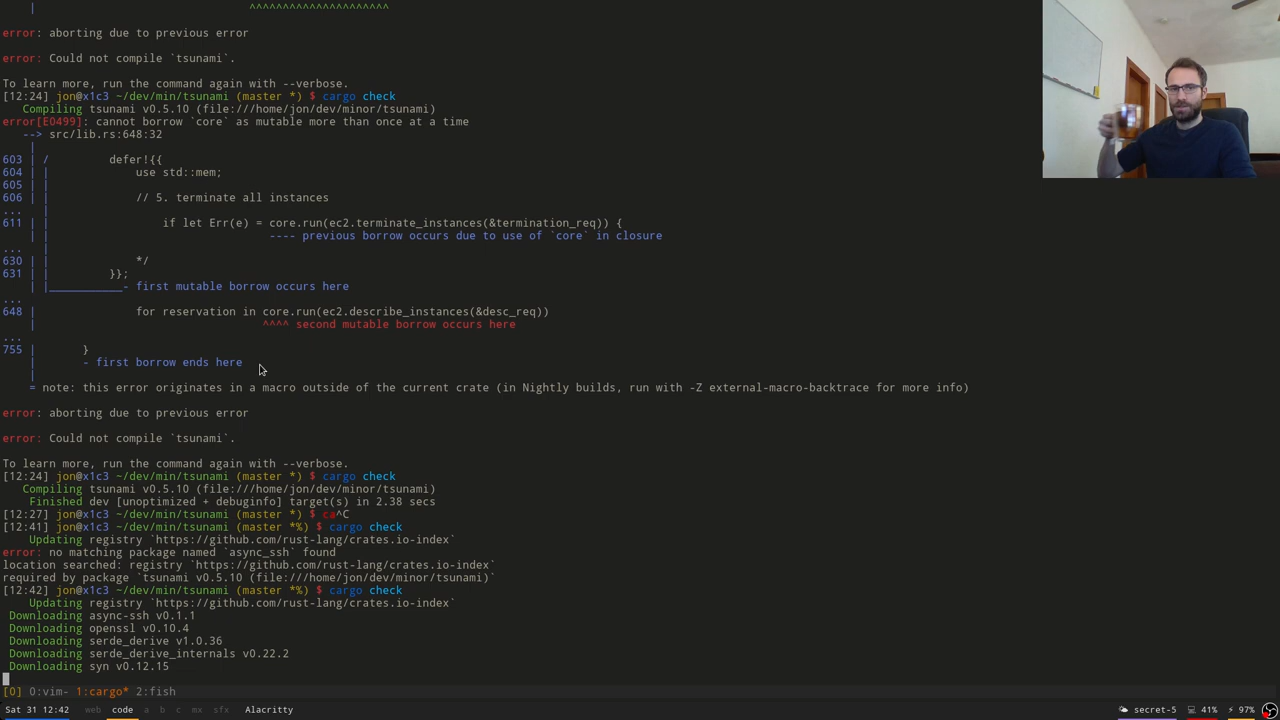 |                                ^^^^^^^^^^^^^^^^^^^^^
error: aborting due to previous error
error: Could not compile `tsunami`.
To learn more, run the command again with --verbose.
[12:24] jon@x1c3 ~/dev/min/tsunami (master *) $ cargo check
   Compiling tsunami v0.5.10 (file:///home/jon/dev/minor/tsunami)
error[E0499]: cannot borrow `core` as mutable more than once at a time
   --> src/lib.rs:648:32
    |
603 | /         defer!{{
604 | |             use std::mem;
605 | |
606 | |             // 5. terminate all instances
...   |
611 | |                 if let Err(e) = core.run(ec2.terminate_instances(&termination_req)) {
    | |                                 ---- previous borrow occurs due to use of `core` in closure
...   |
630 | |             */
631 | |         }};
    | |___________- first mutable borrow occurs here
...
648 |               for reservation in core.run(ec2.describe_instances(&desc_req))
    |                                  ^^^^ second mutable borrow occurs here
...
755 |       }
    |       - first borrow ends here
    |
    = note: this error originates in a macro outside of the current crate (in Nightly builds, run with -Z external-macro-backtrace for more info)
error: aborting due to previous error
error: Could not compile `tsunami`.
To learn more, run the command again with --verbose.
[12:24] jon@x1c3 ~/dev/min/tsunami (master *) $ cargo check
   Compiling tsunami v0.5.10 (file:///home/jon/dev/minor/tsunami)
    Finished dev [unoptimized + debuginfo] target(s) in 2.38 secs
[12:27] jon@x1c3 ~/dev/min/tsunami (master *) $ ca^C
[12:41] jon@x1c3 ~/dev/min/tsunami (master *%) $ cargo check
    Updating registry `https://github.com/rust-lang/crates.io-index`
error: no matching package named `async_ssh` found
location searched: registry `https://github.com/rust-lang/crates.io-index`
required by package `tsunami v0.5.10 (file:///home/jon/dev/minor/tsunami)`
[12:42] jon@x1c3 ~/dev/min/tsunami (master *%) $ cargo check
    Updating registry `https://github.com/rust-lang/crates.io-index`
 Downloading async-ssh v0.1.1
 Downloading openssl v0.10.4
 Downloading serde_derive v1.0.36
 Downloading serde_derive_internals v0.22.2
 Downloading syn v0.12.15
[0] 0:vim- 1:cargo* 2:fish
Sat 31 12:42 web code a b c mx sfx Alacritty secret-5 41% 97%